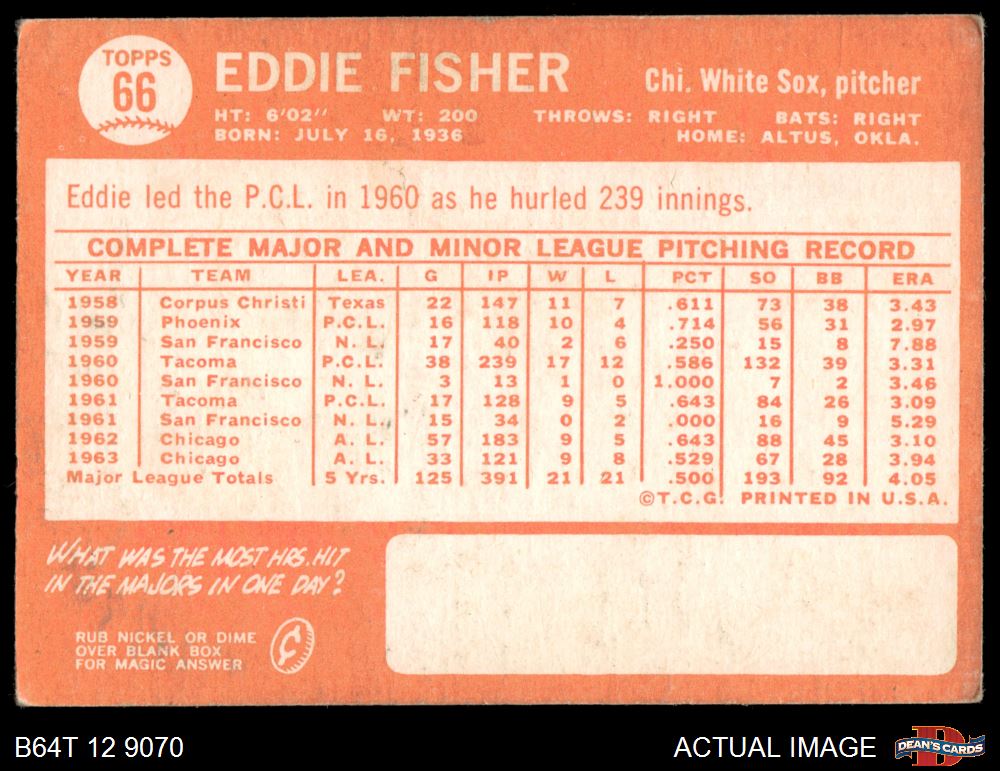 TOPPS
66
EDDIE FISHER
Chi. White Sox, pitcher
HT: 6'02" WT: 200 THROWS: RIGHT BATS: RIGHT
BORN: JULY 16, 1936 HOME: ALTUS, OKLA.
Eddie led the P.C.L. in 1960 as he hurled 239 innings.
COMPLETE MAJOR AND MINOR LEAGUE PITCHING RECORD
YEAR TEAM LEA. G IP W L PCT SO BB ERA
1958 Corpus Christi Texas 22 147 11 7 .611 73 38 3.43
1959 Phoenix P.C.L. 16 118 10 4 .714 56 31 2.97
1959 San Francisco N. L. 17 40 2 6 .250 15 8 7.88
1960 Tacoma P.C.L. 38 239 17 12 .586 132 39 3.31
1960 San Francisco N. L. 3 13 1 0 1.000 7 2 3.46
1961 Tacoma P.C.L. 17 128 9 5 .643 84 26 3.09
1961 San Francisco N. L. 15 34 0 2 .000 16 9 5.29
1962 Chicago A. L. 57 183 9 5 .643 88 45 3.10
1963 Chicago A. L. 33 121 9 8 .529 67 28 3.94
Major League Totals 5 Yrs. 125 391 21 21 .500 193 92 4.05
©T.C.G. PRINTED IN U.S.A.
WHAT WAS THE MOST HRS. HIT
IN THE MAJORS IN ONE DAY?
RUB NICKEL OR DIME
OVER BLANK BOX
FOR MAGIC ANSWER
¢
B64T 12 9070
ACTUAL IMAGE
D
DEAN'S CARDS